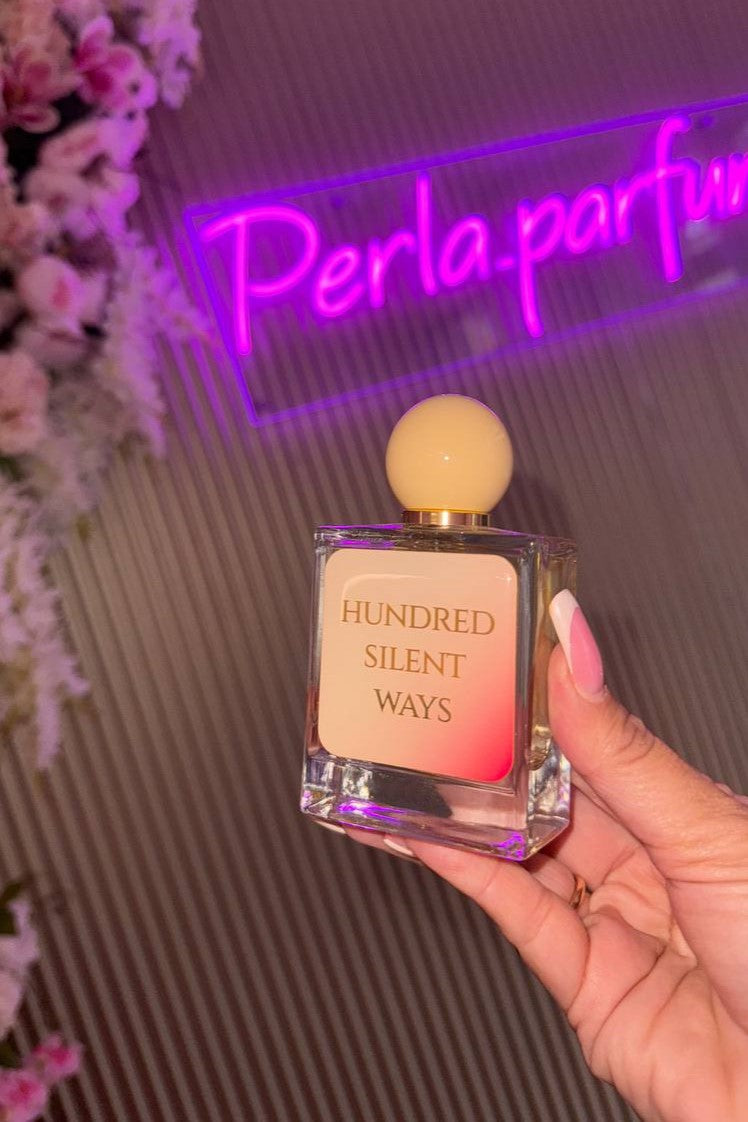 Perla.parfum
HUNDRED
SILENT
WAYS